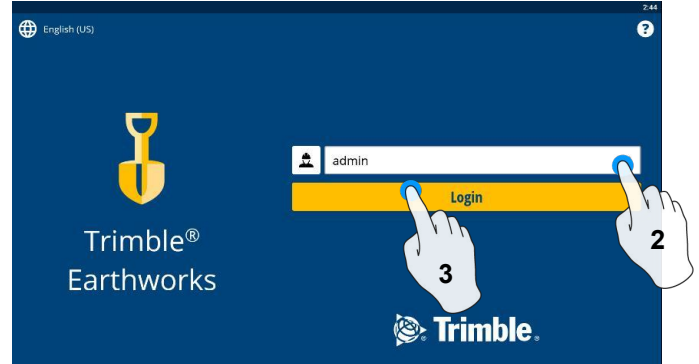 2:44
English (US)
?
admin
Login
2
Trimble®
Earthworks
3
Trimble®